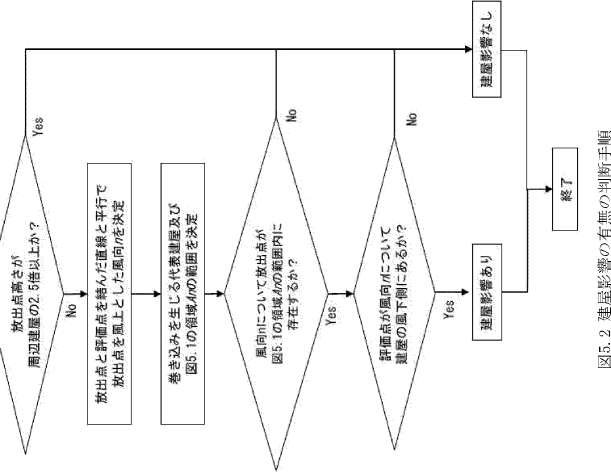 放出点高さが
周辺建屋の2.5倍以上か？
Yes
No
放出点と評価点を結んだ直線と平行で
放出点を風上とした風向nを決定
巻き込みを生じる代表建屋及び
図5.1の領域Anの範囲を決定
風向nについて放出点が
図5.1の領域Anの範囲内に
存在するか？
No
Yes
評価点が風向nについて
建屋の風下側にあるか？
No
Yes
建屋影響あり
建屋影響なし
終了
図5.2 建屋影響の有無の判断手順